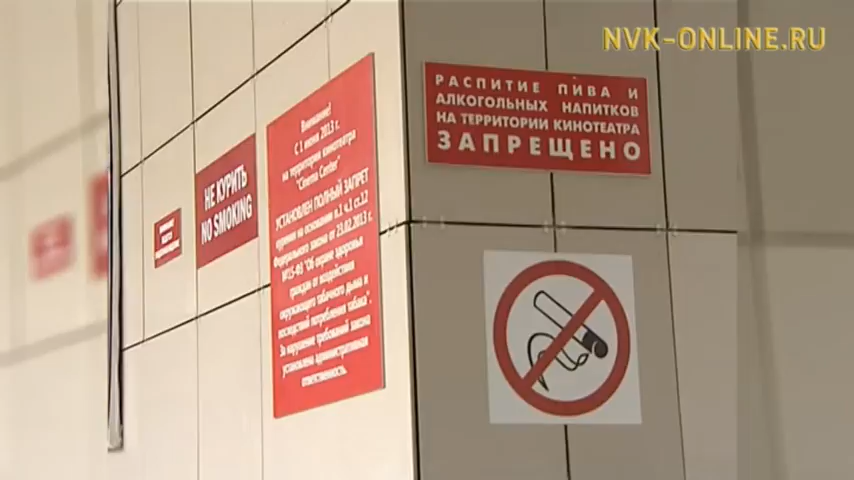 NVK-ONLINE.RU
РАСПИТИЕ ПИВА И
АЛКОГОЛЬНЫХ НАПИТКОВ
НА ТЕРРИТОРИИ КИНОТЕАТРА
ЗАПРЕЩЕНО
НЕ КУРИТЬ
NO SMOKING
Внимание!
С 1 июня 2013 г.
на территории кинотеатра
"Cinema Center"
УСТАНОВЛЕН ПОЛНЫЙ ЗАПРЕТ
курения на основании п.1 ч.1 ст.12
Федерального закона от 23.02.2013 г.
№15-ФЗ "Об охране здоровья
граждан от воздействия
окружающего табачного дыма и
последствий потребления табака".
За нарушение требований закона
установлена административная
ответственность.